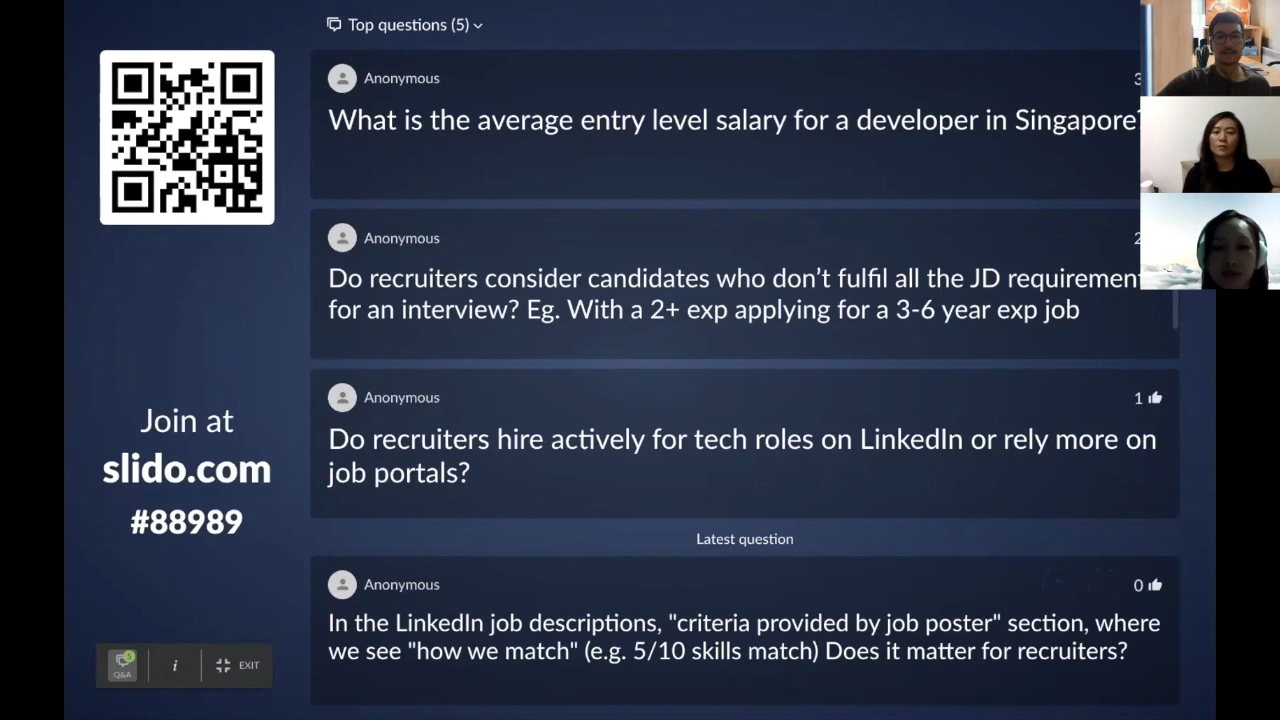 Top questions (5)
Anonymous
3
What is the average entry level salary for a developer in Singapore?
Anonymous
2
Do recruiters consider candidates who don't fulfil all the JD requirement
for an interview? Eg. With a 2+ exp applying for a 3-6 year exp job
Anonymous
1
Do recruiters hire actively for tech roles on LinkedIn or rely more on
job portals?
Latest question
Anonymous
0
In the LinkedIn job descriptions, "criteria provided by job poster" section, where
we see "how we match" (e.g. 5/10 skills match) Does it matter for recruiters?
Join at
slido.com
#88989
5
Q&A
i
EXIT